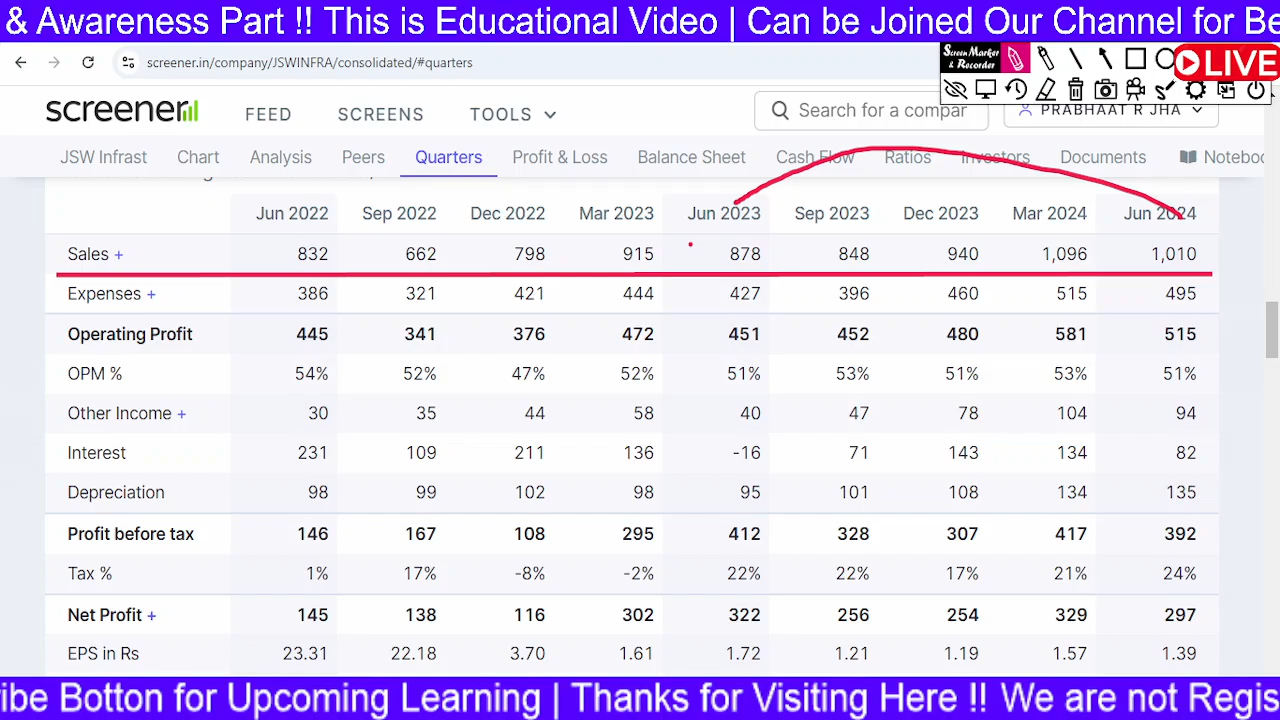 & Awareness Part !! This is Educational Video | Can be Joined Our Channel for Be
screener.in/company/JSWINFRA/consolidated/#quarters
Screen Marker & Recorder
LIVE
screener FEED SCREENS TOOLS Search for a compar PRABHAAT R JHA
JSW Infrast Chart Analysis Peers Quarters Profit & Loss Balance Sheet Cash Flow Ratios Investors Documents Noteboo
Jun 2022 Sep 2022 Dec 2022 Mar 2023 Jun 2023 Sep 2023 Dec 2023 Mar 2024 Jun 2024
Sales + 832 662 798 915 878 848 940 1,096 1,010
Expenses + 386 321 421 444 427 396 460 515 495
Operating Profit 445 341 376 472 451 452 480 581 515
OPM % 54% 52% 47% 52% 51% 53% 51% 53% 51%
Other Income + 30 35 44 58 40 47 78 104 94
Interest 231 109 211 136 -16 71 143 134 82
Depreciation 98 99 102 98 95 101 108 134 135
Profit before tax 146 167 108 295 412 328 307 417 392
Tax % 1% 17% -8% -2% 22% 22% 17% 21% 24%
Net Profit + 145 138 116 302 322 256 254 329 297
EPS in Rs 23.31 22.18 3.70 1.61 1.72 1.21 1.19 1.57 1.39
ribe Botton for Upcoming Learning | Thanks for Visiting Here !! We are not Regis